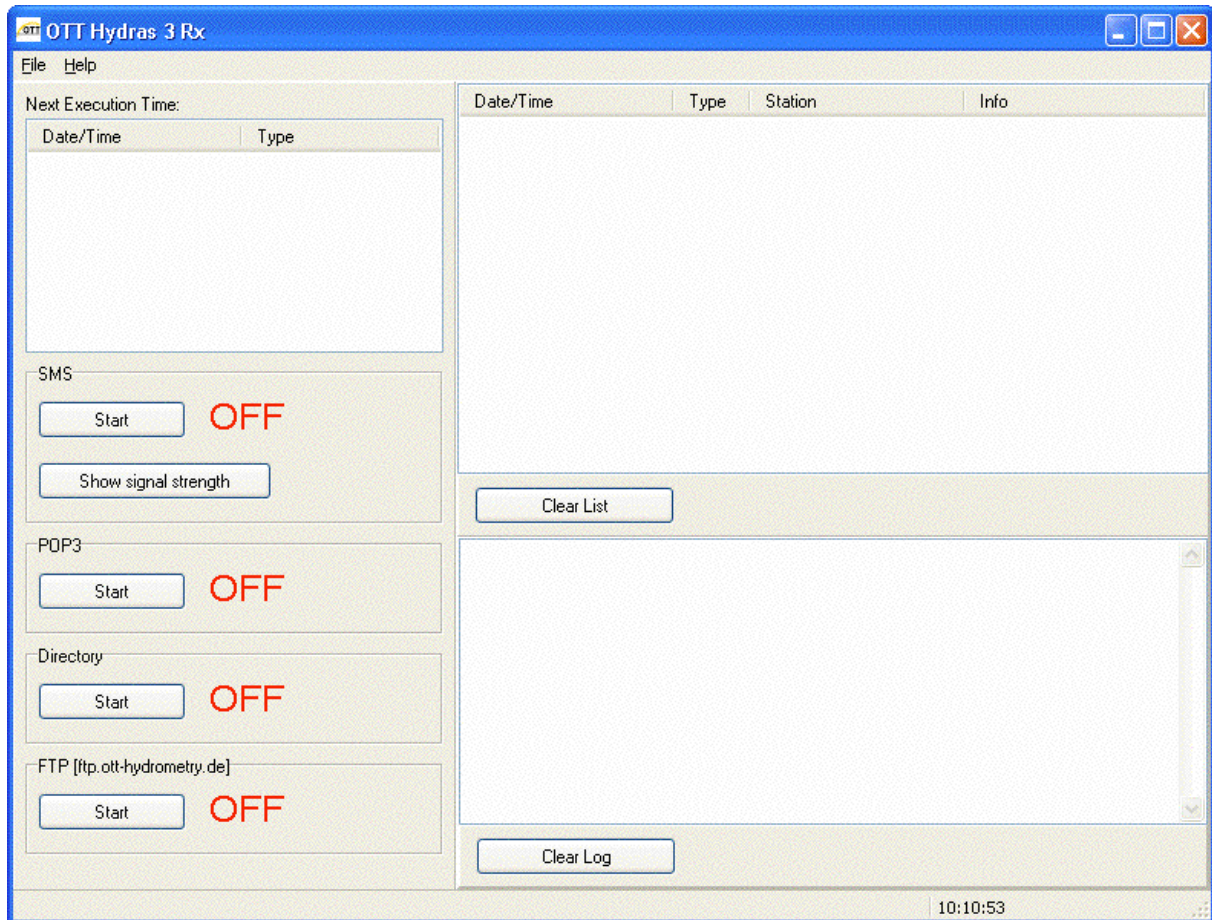 OTT OTT Hydras 3 Rx
File Help
Next Execution Time:
Date/Time Type
SMS
Start OFF
Show signal strength
POP3
Start OFF
Directory
Start OFF
FTP [ftp.ott-hydrometry.de]
Start OFF
Date/Time Type Station Info
Clear List
Clear Log
10:10:53